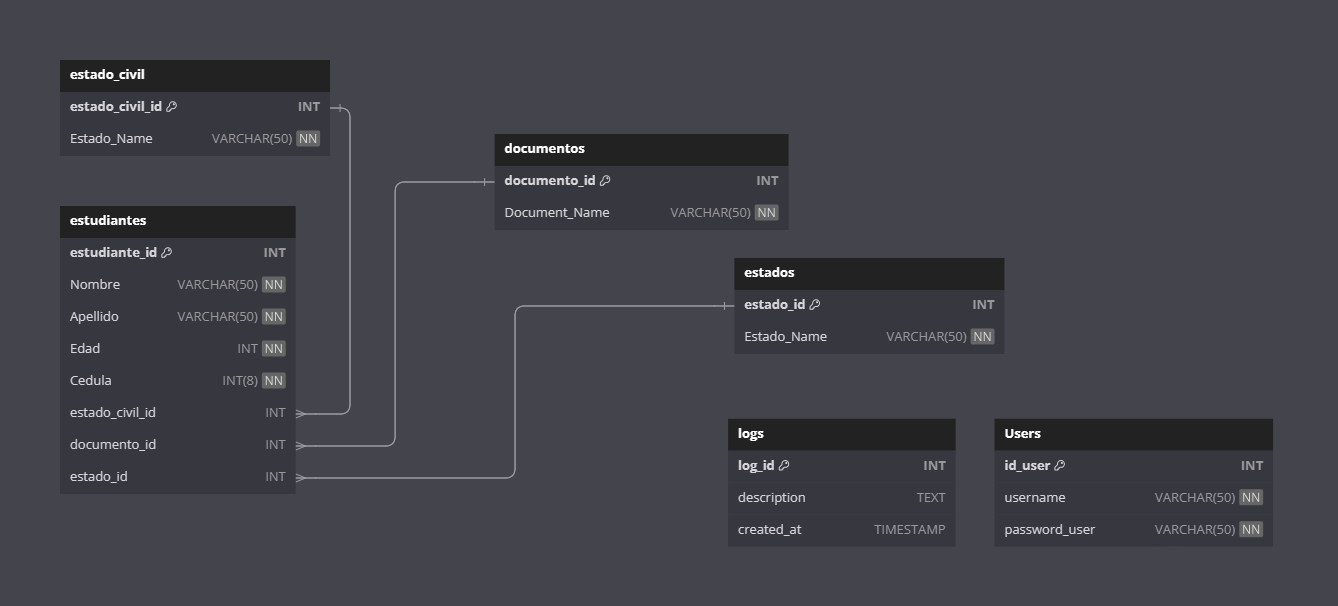 estado_civil
estado_civil_id INT
Estado_Name VARCHAR(50) NN
estudiantes
estudiante_id INT
Nombre VARCHAR(50) NN
Apellido VARCHAR(50) NN
Edad INT NN
Cedula INT(8) NN
estado_civil_id INT
documento_id INT
estado_id INT
documentos
documento_id INT
Document_Name VARCHAR(50) NN
estados
estado_id INT
Estado_Name VARCHAR(50) NN
logs
log_id INT
description TEXT
created_at TIMESTAMP
Users
id_user INT
username VARCHAR(50) NN
password_user VARCHAR(50) NN